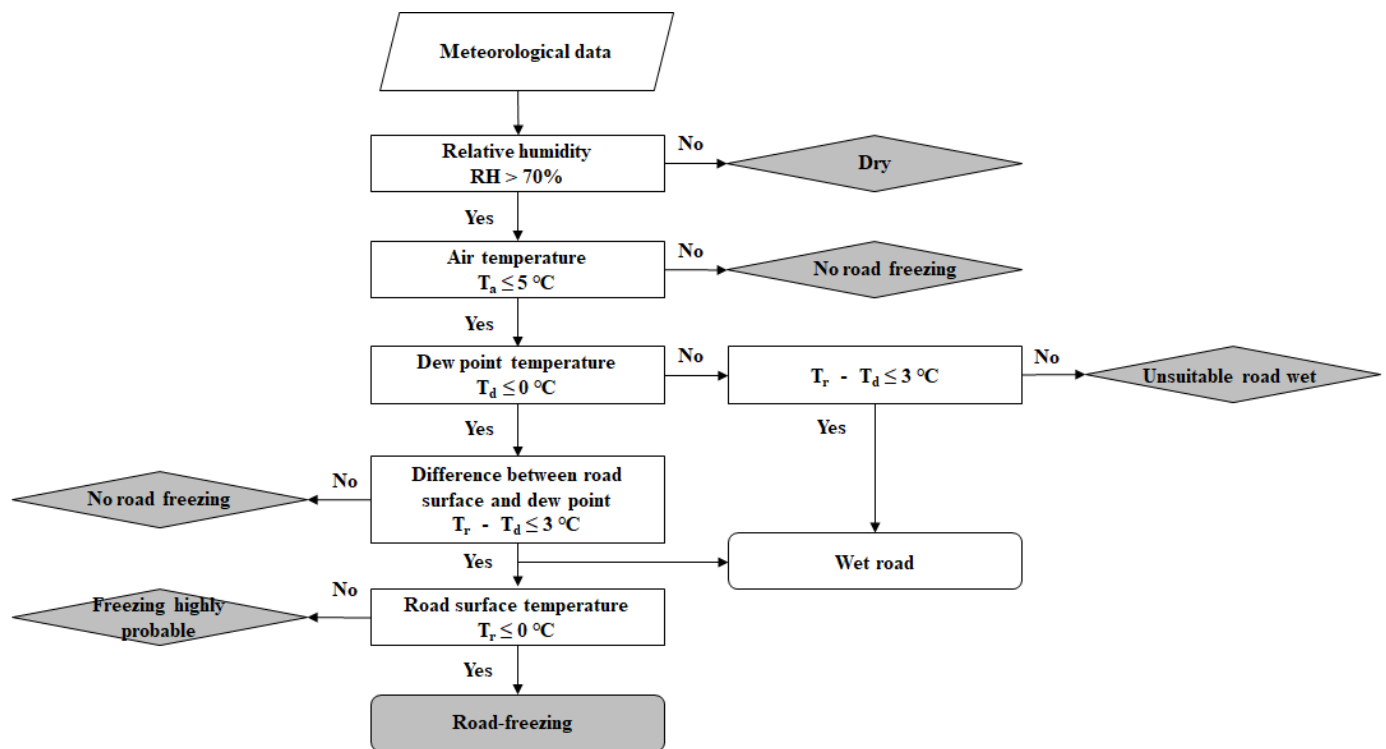 Meteorological data
Relative humidity
RH > 70%
No
Dry
Yes
Air temperature
Tₐ ≤ 5 °C
No
No road freezing
Yes
Dew point temperature
T_d ≤ 0 °C
No
Tᵣ - T_d ≤ 3 °C
No
Unsuitable road wet
Yes
Yes
Difference between road
surface and dew point
Tᵣ - T_d ≤ 3 °C
No
No road freezing
Yes
Wet road
Road surface temperature
Tᵣ ≤ 0 °C
No
Freezing highly
probable
Yes
Road-freezing